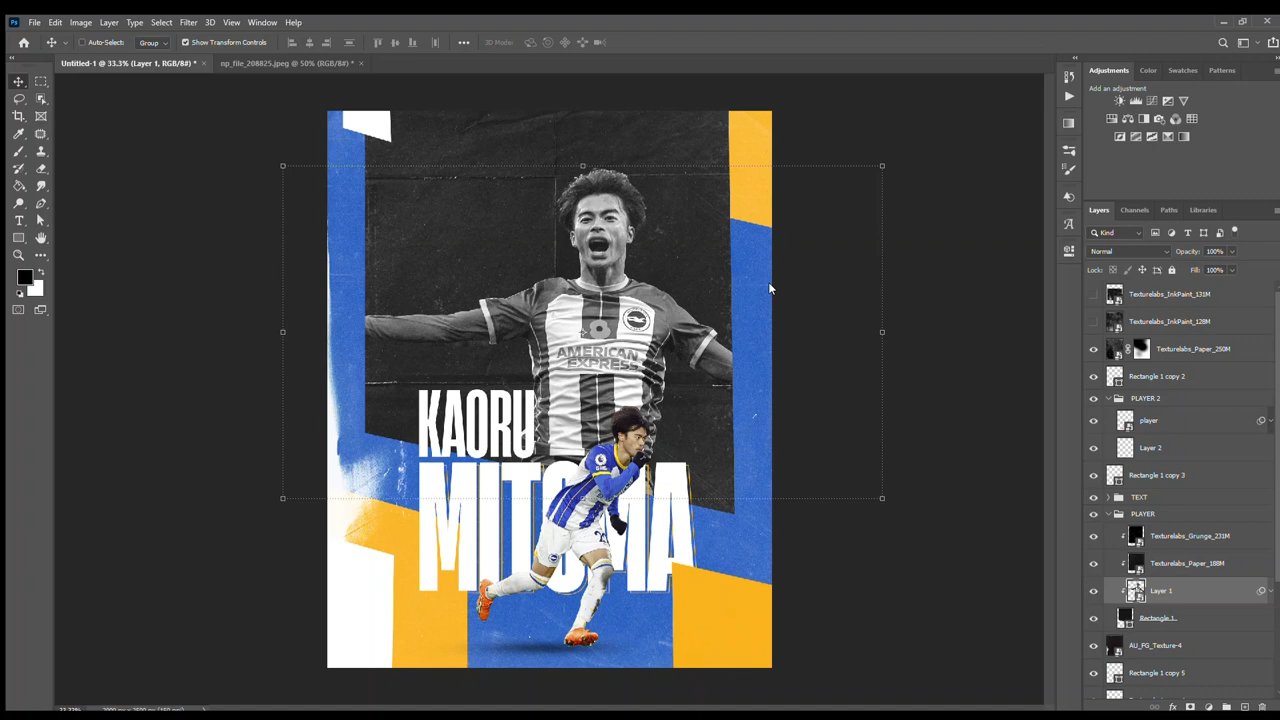 Ps File Edit Image Layer Type Select Filter 3D View Window Help
Auto-Select: Group Show Transform Controls 3D Mode:
Untitled-1 @ 33.3% (Layer 1, RGB/8#) * × np_file_208825.jpeg @ 50% (RGB/8#) * ×
Adjustments Color Swatches Patterns
Add an adjustment
Layers Channels Paths Libraries
Kind
Normal Opacity: 100%
Lock: Fill: 100%
Texturelabs_InkPaint_131M
Texturelabs_InkPaint_128M
Texturelabs_Paper_250M
Rectangle 1 copy 2
PLAYER 2
player
Layer 2
Rectangle 1 copy 3
TEXT
PLAYER
Texturelabs_Grunge_231M
Texturelabs_Paper_188M
Layer 1
Rectangle 1
AU_FG_Texture-4
Rectangle 1 copy 5
AMERICAN
EXPRESS
KAORU
MITOMA